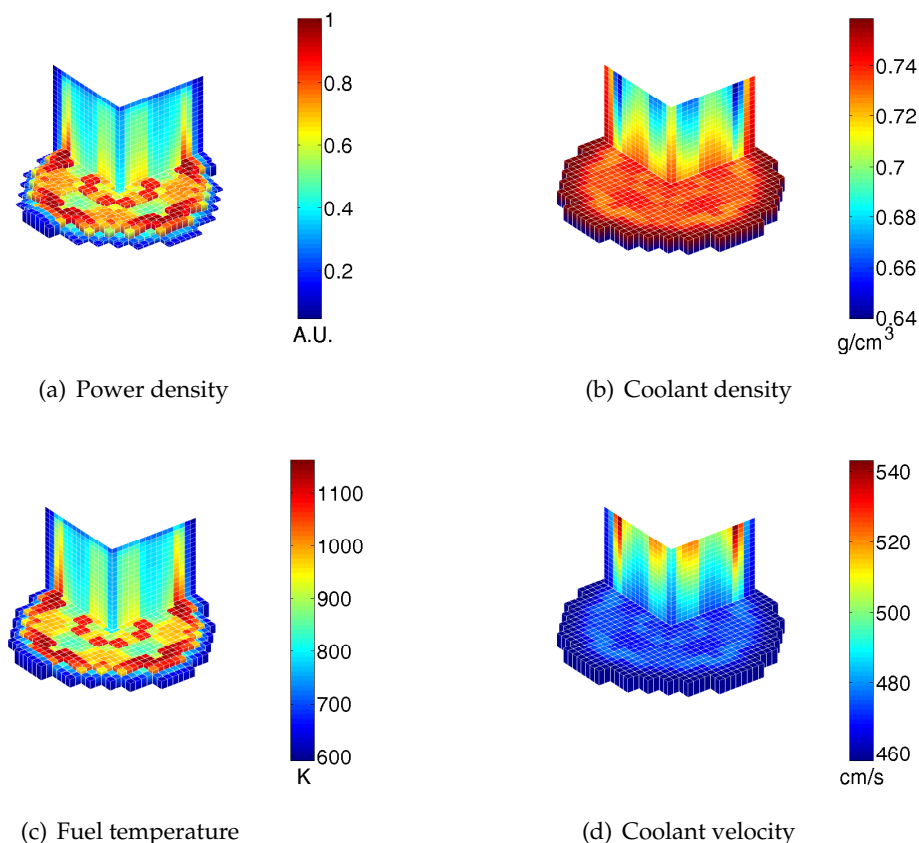 1
0.8
0.6
0.4
0.2
A.U.
(a) Power density
0.74
0.72
0.7
0.68
0.66
0.64
g/cm³
(b) Coolant density
1100
1000
900
800
700
600
K
(c) Fuel temperature
540
520
500
480
460
cm/s
(d) Coolant velocity